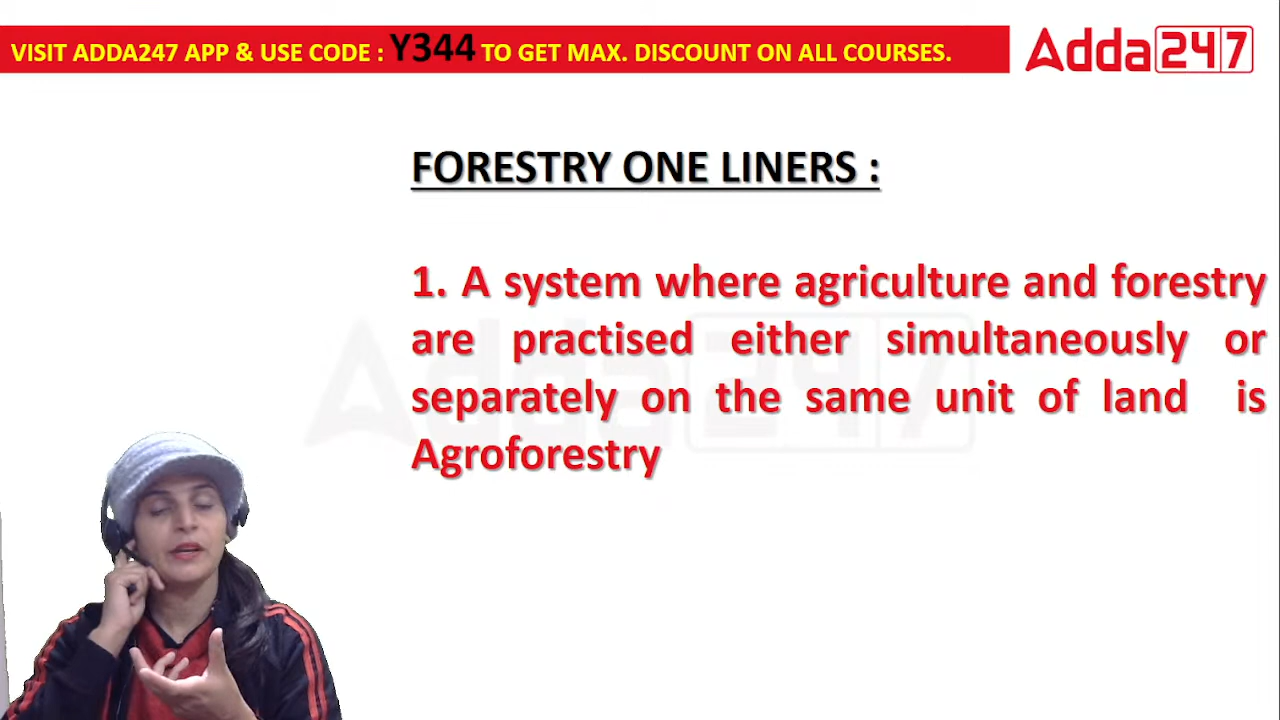 VISIT ADDA247 APP & USE CODE : Y344 TO GET MAX. DISCOUNT ON ALL COURSES.
Adda247
FORESTRY ONE LINERS :
1. A system where agriculture and forestry
are practised either simultaneously or
separately on the same unit of land is
Agroforestry
Adda247